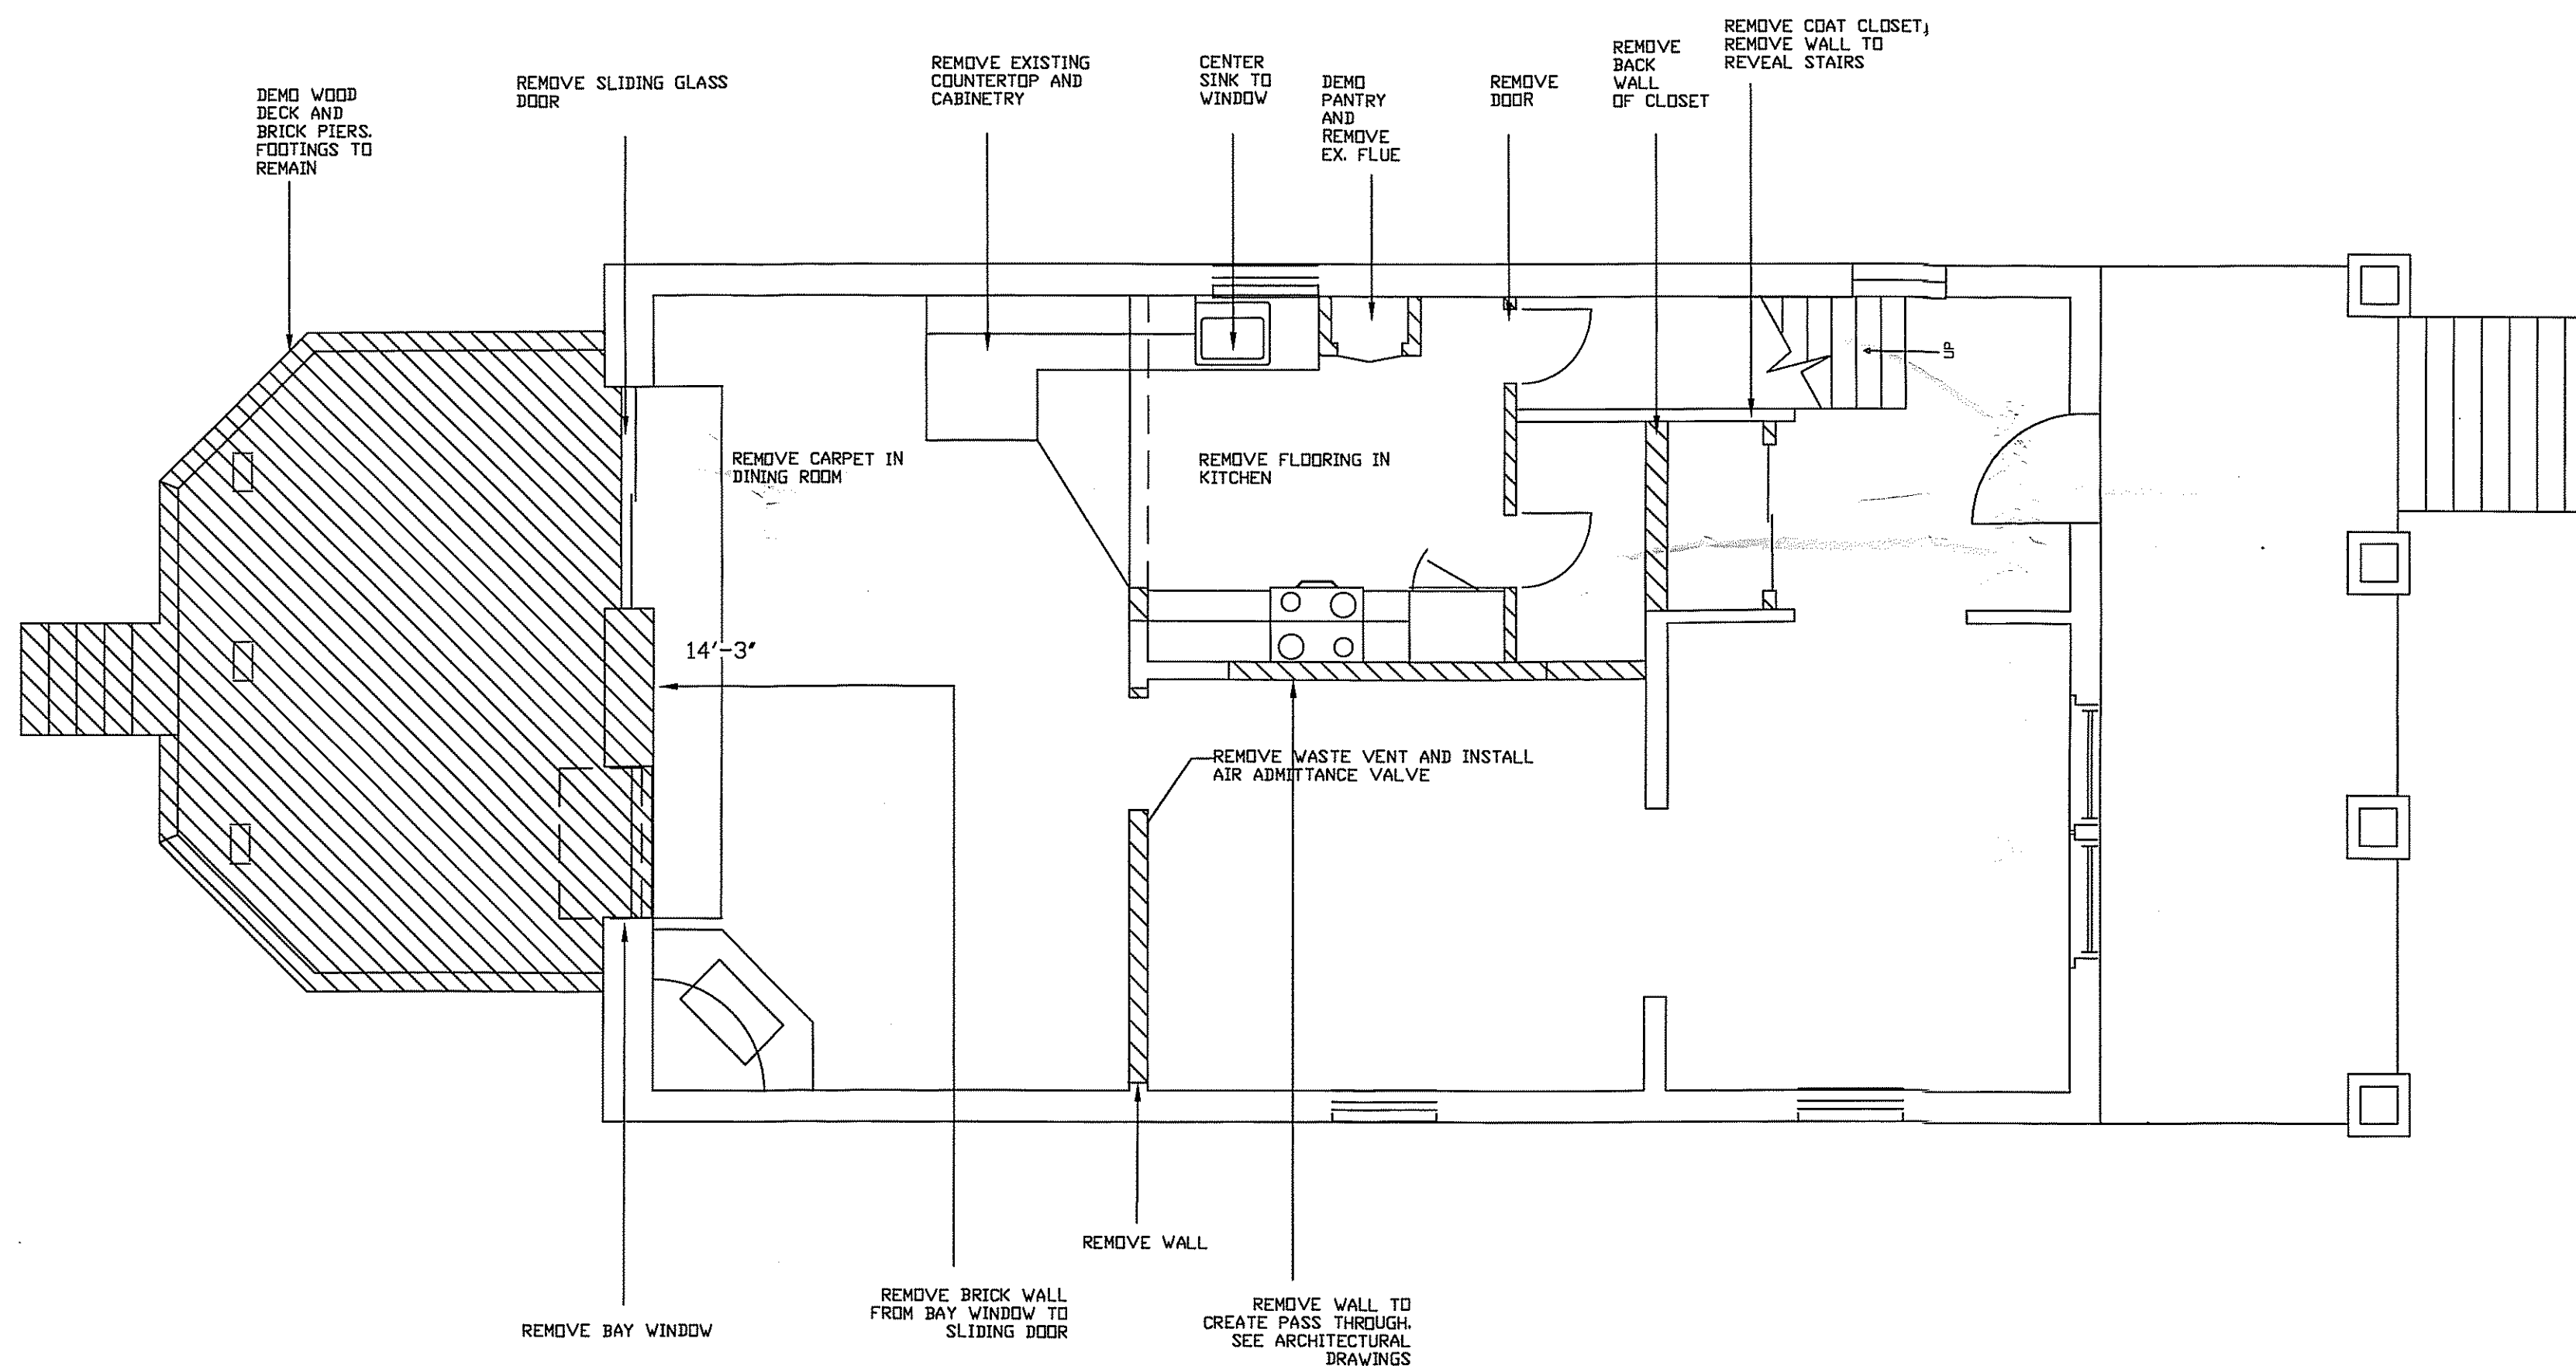 DEMO WOOD
DECK AND
BRICK PIERS.
FOOTINGS TO
REMAIN
REMOVE SLIDING GLASS
DOOR
REMOVE EXISTING
COUNTERTOP AND
CABINETRY
CENTER
SINK TO
WINDOW
DEMO
PANTRY
AND
REMOVE
EX. FLUE
REMOVE
DOOR
REMOVE
BACK
WALL
OF CLOSET
REMOVE COAT CLOSET;
REMOVE WALL TO
REVEAL STAIRS
UP
REMOVE CARPET IN
DINING ROOM
REMOVE FLOORING IN
KITCHEN
14'-3"
REMOVE WASTE VENT AND INSTALL
AIR ADMITTANCE VALVE
REMOVE BAY WINDOW
REMOVE BRICK WALL
FROM BAY WINDOW TO
SLIDING DOOR
REMOVE WALL
REMOVE WALL TO
CREATE PASS THROUGH.
SEE ARCHITECTURAL
DRAWINGS